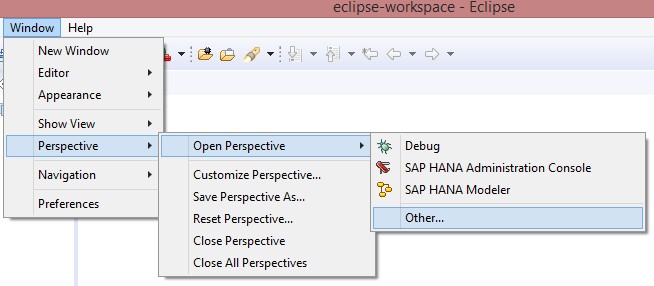 eclipse-workspace - Eclipse
Window Help
New Window
Editor
Appearance
Show View
Perspective
Navigation
Preferences
Open Perspective
Customize Perspective...
Save Perspective As...
Reset Perspective...
Close Perspective
Close All Perspectives
Debug
SAP HANA Administration Console
SAP HANA Modeler
Other...